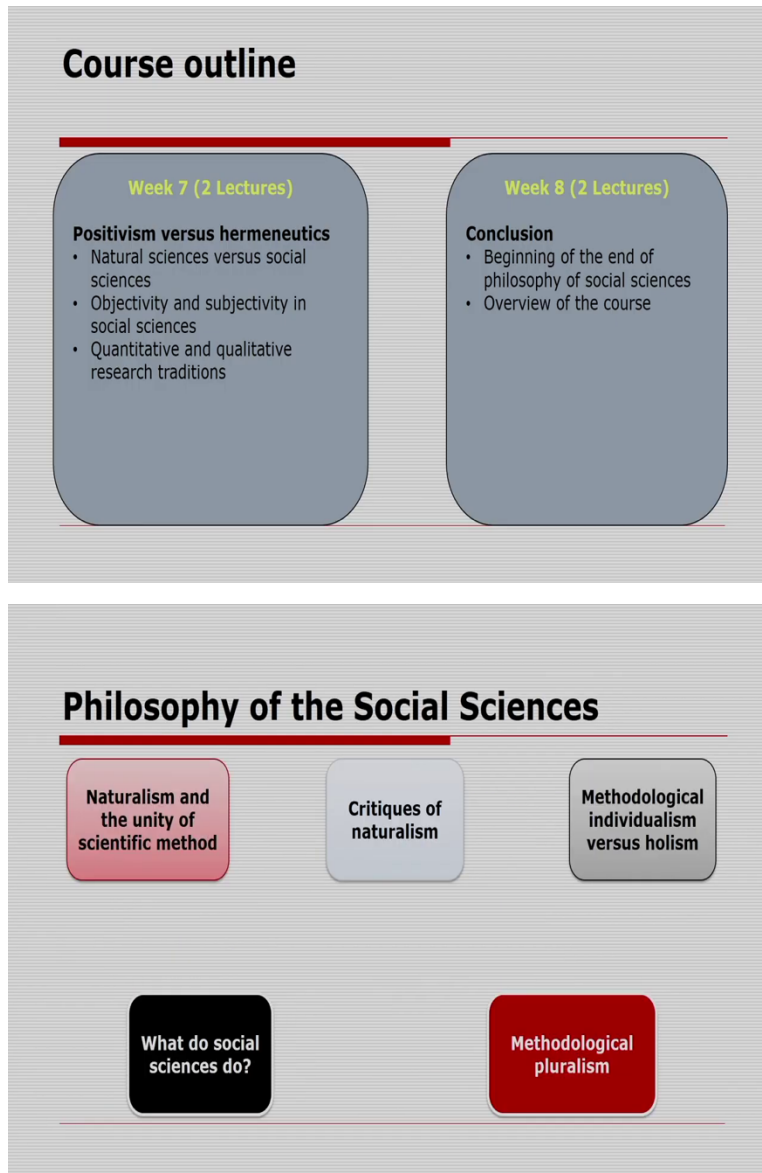 Course outline
Week 7 (2 Lectures)
Positivism versus hermeneutics
• Natural sciences versus social
sciences
• Objectivity and subjectivity in
social sciences
• Quantitative and qualitative
research traditions
Week 8 (2 Lectures)
Conclusion
• Beginning of the end of
philosophy of social sciences
• Overview of the course
Philosophy of the Social Sciences
Naturalism and
the unity of
scientific method
Critiques of
naturalism
Methodological
individualism
versus holism
What do social
sciences do?
Methodological
pluralism